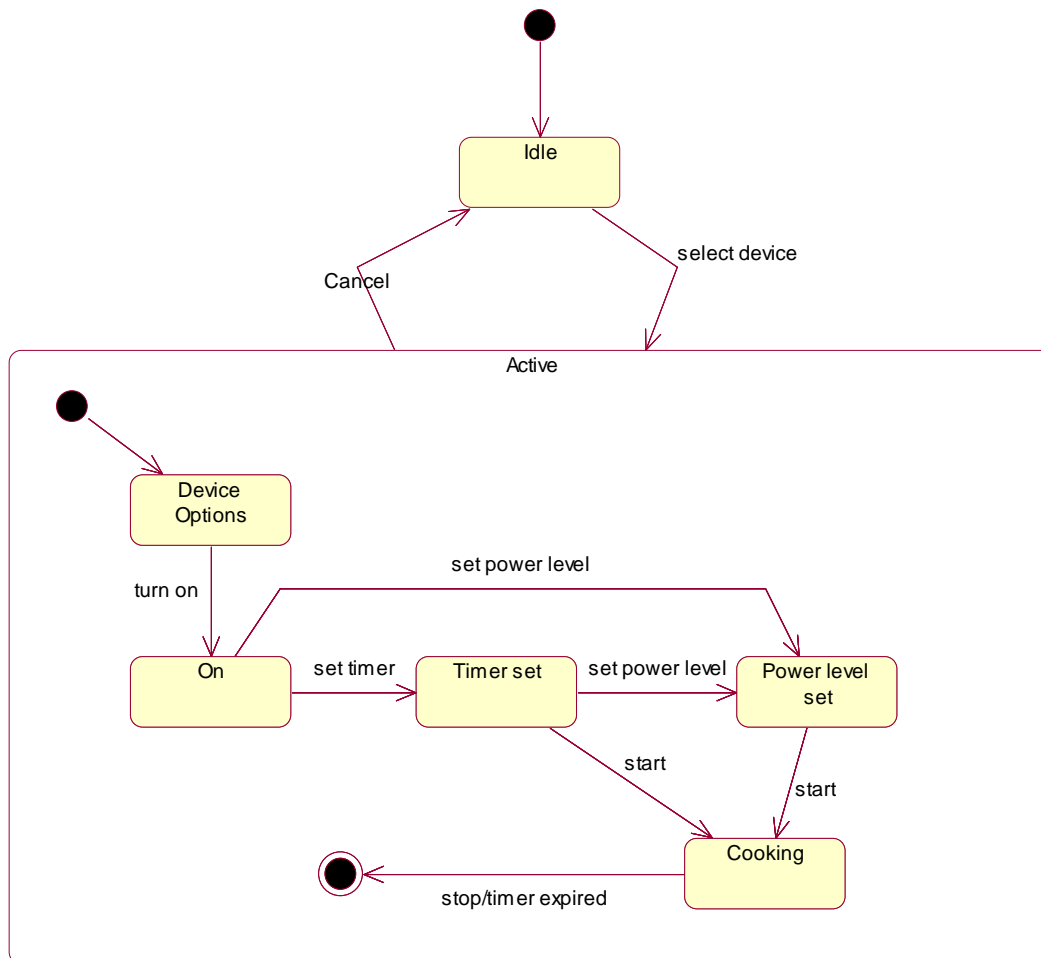 Idle
select device
Cancel
Active
Device
Options
turn on
set power level
On
set timer
Timer set
set power level
Power level
set
start
start
Cooking
stop/timer expired